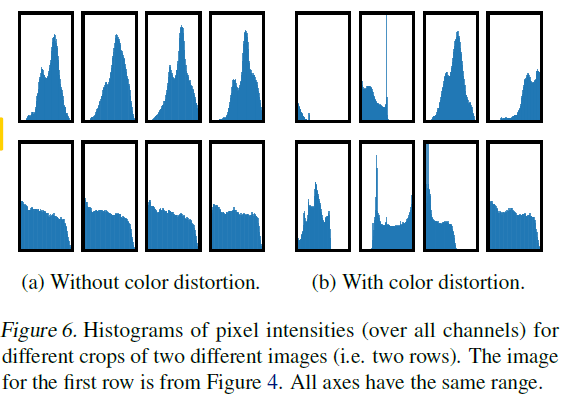 (a) Without color distortion.
(b) With color distortion.
Figure 6. Histograms of pixel intensities (over all channels) for
different crops of two different images (i.e. two rows). The image
for the first row is from Figure 4. All axes have the same range.